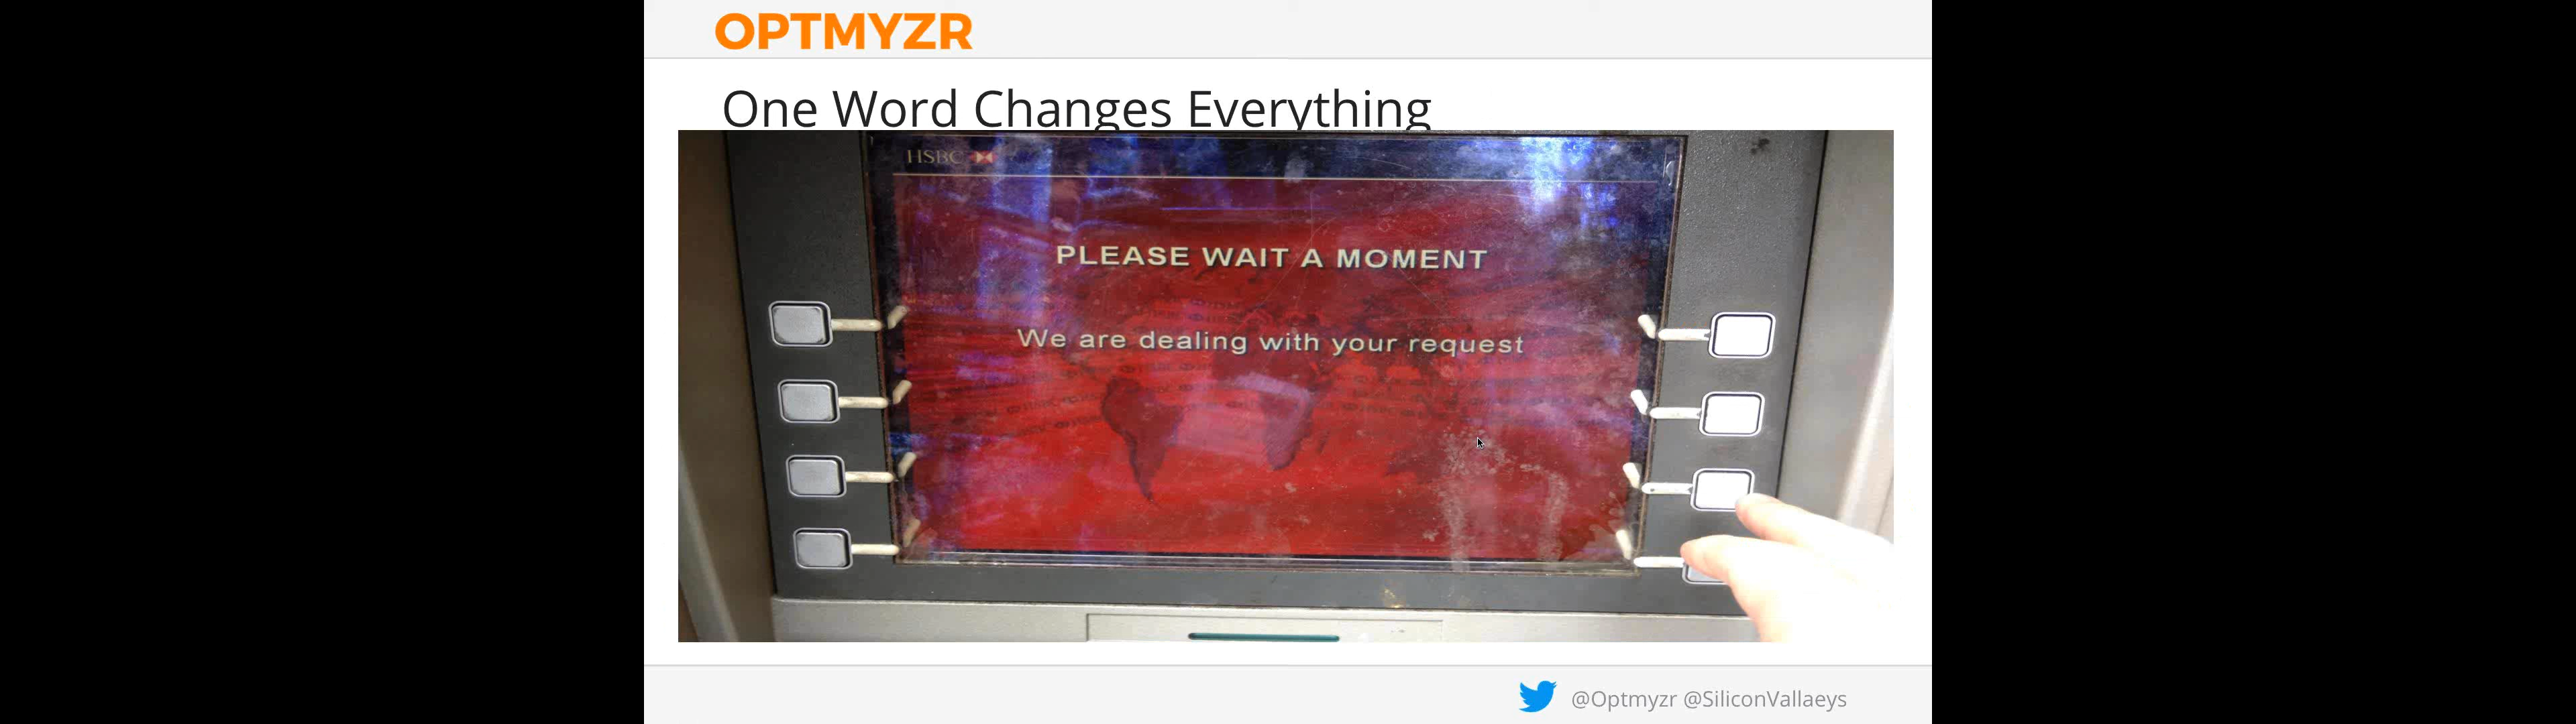 OPTMYZR
One Word Changes Everything
HSBC
PLEASE WAIT A MOMENT
We are dealing with your request
@Optmyzr @SiliconVallaeys